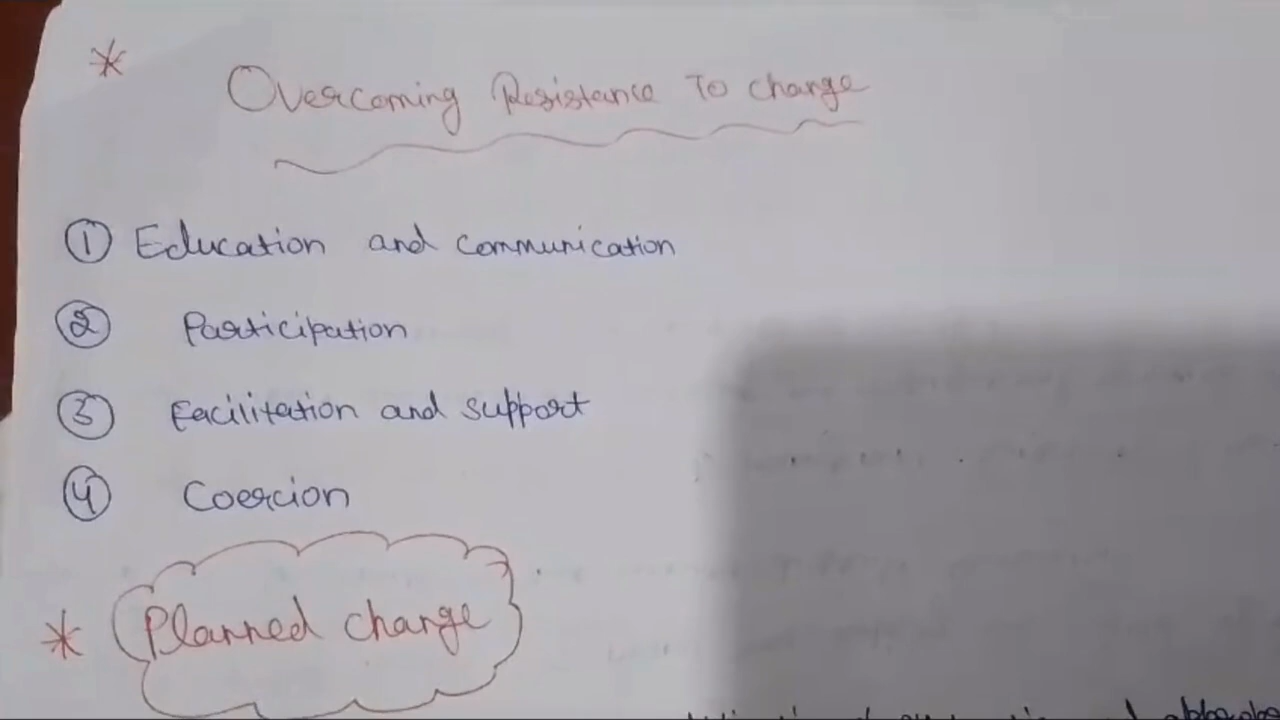 * Overcoming Resistance To change
① Education and communication
② Participation
③ Facilitation and support
④ Coercion
* Planned change